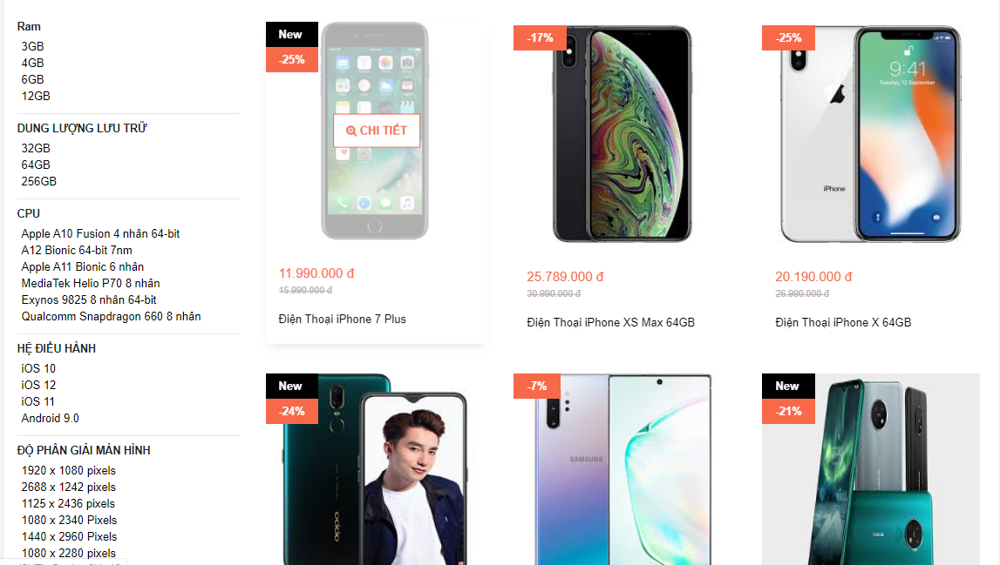 Ram
3GB
4GB
6GB
12GB
DUNG LƯỢNG LƯU TRỮ
32GB
64GB
256GB
CPU
Apple A10 Fusion 4 nhân 64-bit
A12 Bionic 64-bit 7nm
Apple A11 Bionic 6 nhân
MediaTek Helio P70 8 nhân
Exynos 9825 8 nhân 64-bit
Qualcomm Snapdragon 660 8 nhân
HỆ ĐIỀU HÀNH
iOS 10
iOS 12
iOS 11
Android 9.0
ĐỘ PHÂN GIẢI MÀN HÌNH
1920 x 1080 pixels
2688 x 1242 pixels
1125 x 2436 pixels
1080 x 2340 Pixels
1440 x 2960 Pixels
1080 x 2280 pixels
New
-25%
CHI TIẾT
11.990.000 đ
15.990.000 đ
Điện Thoại iPhone 7 Plus
-17%
25.789.000 đ
30.990.000 đ
Điện Thoại iPhone XS Max 64GB
-25%
9:41
Tuesday, 12 September
iPhone
20.190.000 đ
26.990.000 đ
Điện Thoại iPhone X 64GB
New
-24%
oppo
-7%
SAMSUNG
New
-21%
NOKIA